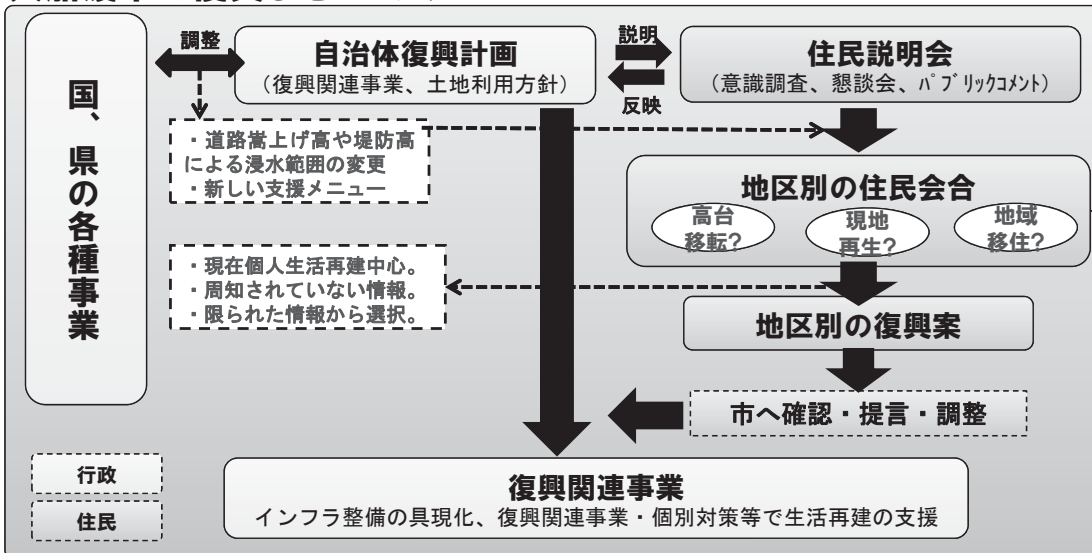 国、県の各種事業
調整
自治体復興計画
（復興関連事業、土地利用方針）
説明
反映
住民説明会
（意識調査、懇談会、ﾊﾟﾌﾞﾘｯｸｺﾒﾝﾄ）
・道路嵩上げ高や堤防高
による浸水範囲の変更
・新しい支援メニュー
地区別の住民会合
高台
移転?
現地
再生?
地域
移住?
・現在個人生活再建中心。
・周知されていない情報。
・限られた情報から選択。
地区別の復興案
市へ確認・提言・調整
行政
住民
復興関連事業
インフラ整備の具現化、復興関連事業・個別対策等で生活再建の支援